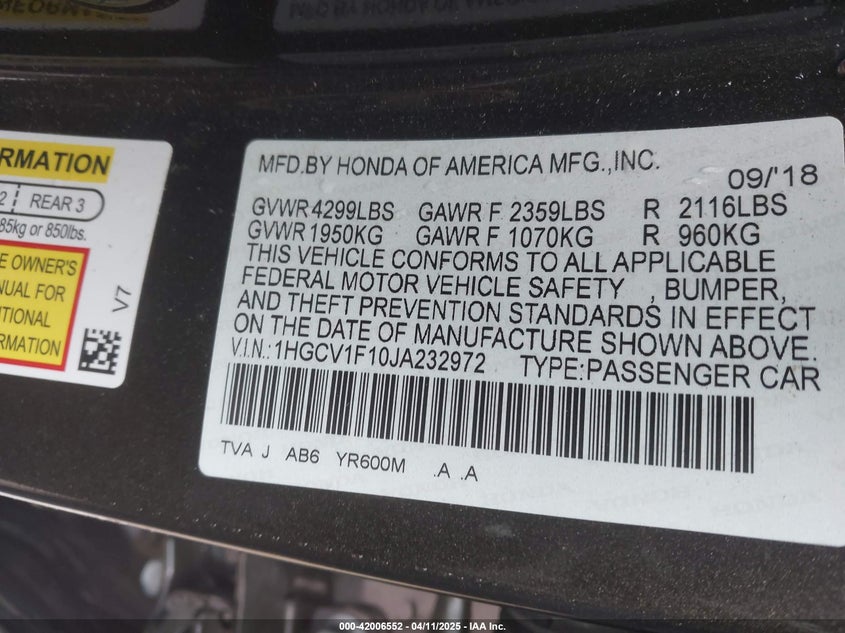 RMATION
2 REAR 3
85kg or 850lbs.
E OWNER'S
NUAL FOR
ITIONAL
ORMATION
V7
MFD.BY HONDA OF AMERICA MFG.,INC.
09/'18
GVWR 4299LBS GAWR F 2359LBS R 2116LBS
GVWR 1950KG GAWR F 1070KG R 960KG
THIS VEHICLE CONFORMS TO ALL APPLICABLE
FEDERAL MOTOR VEHICLE SAFETY , BUMPER,
AND THEFT PREVENTION STANDARDS IN EFFECT
ON THE DATE OF MANUFACTURE SHOWN ABOVE.
V.I.N.:1HGCV1F10JA232972 TYPE:PASSENGER CAR
TVA J AB6 YR600M .A .A
000-42006552 - 04/11/2025 - IAA Inc.